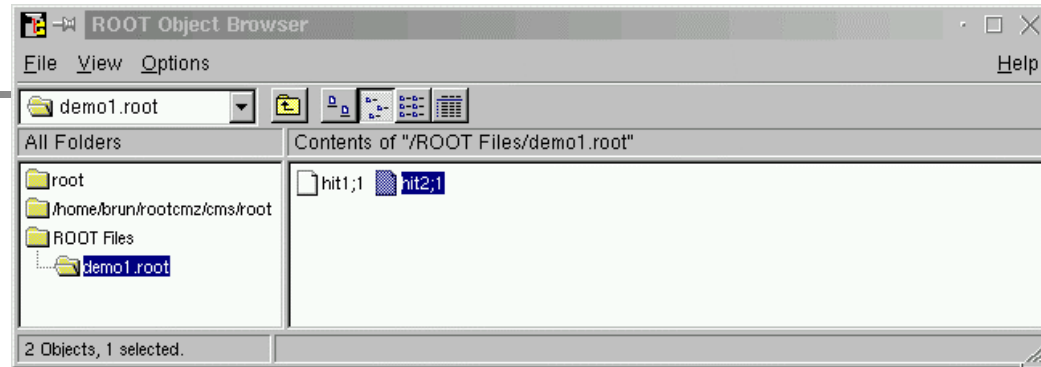 ROOT Object Browser
File View Options Help
demo1.root
All Folders
Contents of "/ROOT Files/demo1.root"
root
/home/brun/rootcmz/cms/root
ROOT Files
demo1.root
hit1;1 hit2;1
2 Objects, 1 selected.